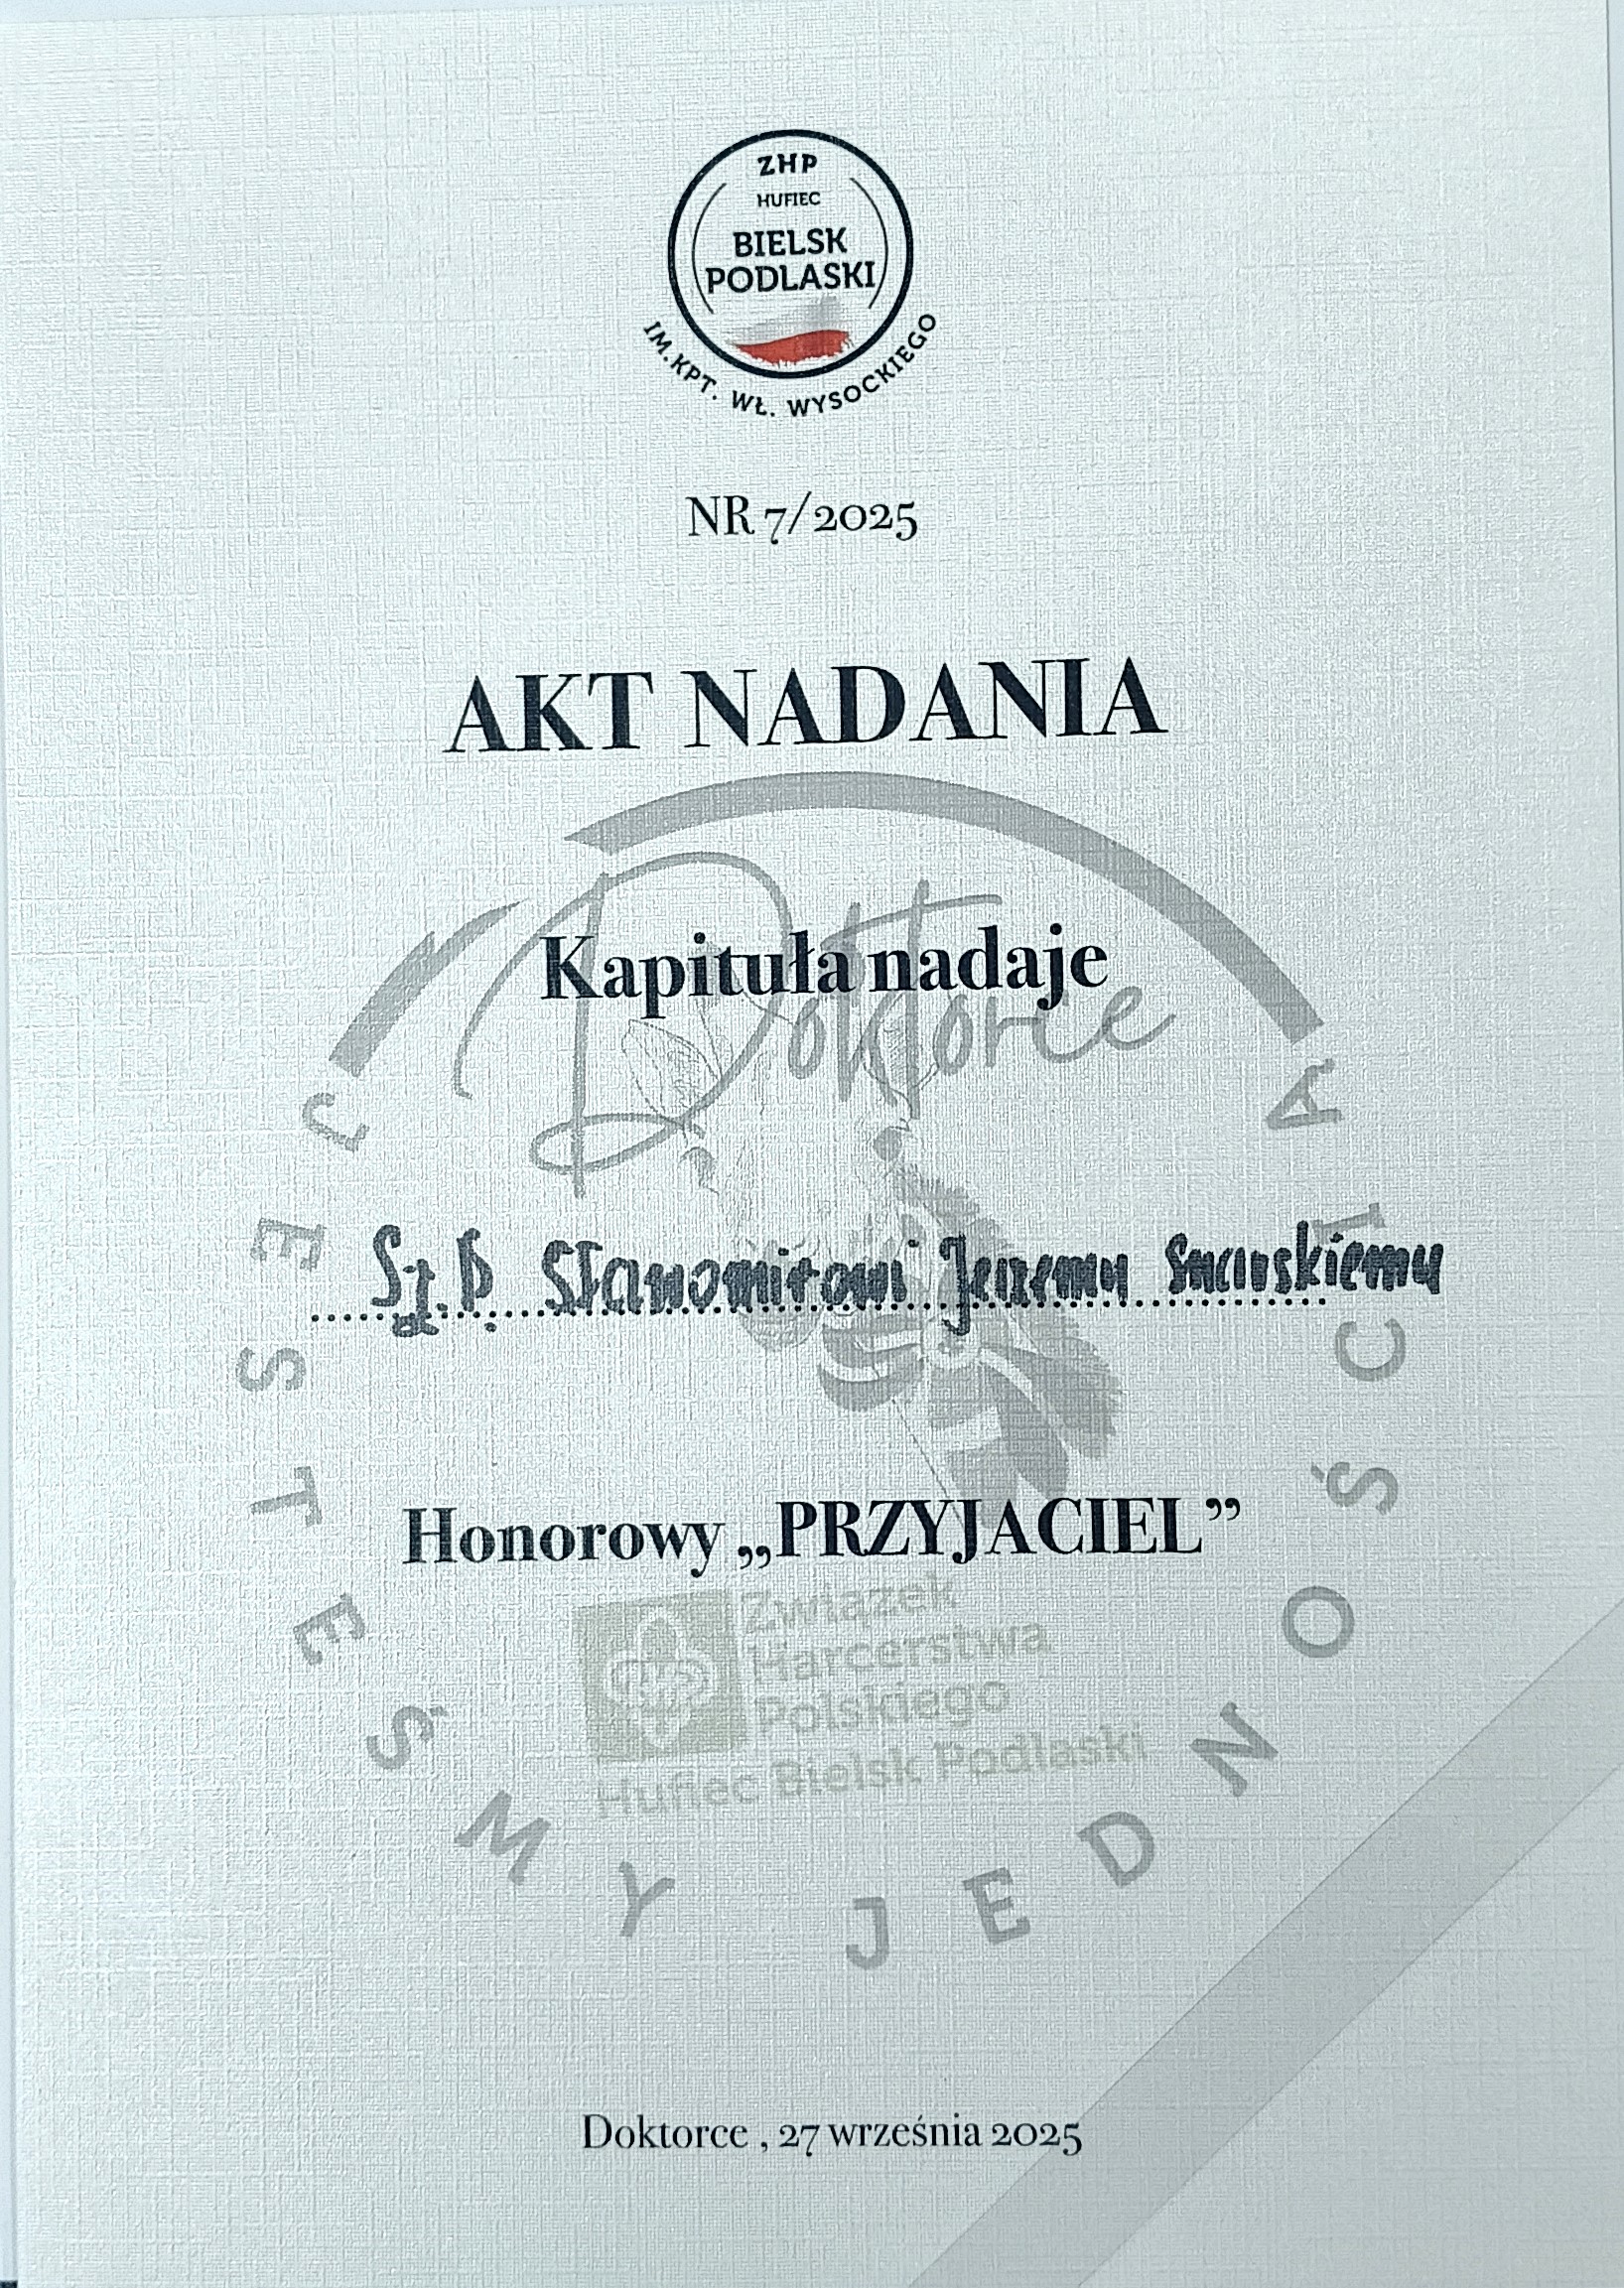 ZHP
HUFIEC
BIELSK
PODLASKI
IM. KPT. WŁ. WYSOCKIEGO
NR 7/2025
AKT NADANIA
Doktorce
Kapituła nadaje
Sz. P. Sławomirowi Jerzemu
Honorowy „PRZYJACIEL”
Związek
Harcerstwa
Polskiego
Hufiec Bielsk Podlaski
JESTEŚMY JEDNOŚCIA
Doktorce , 27 września 2025